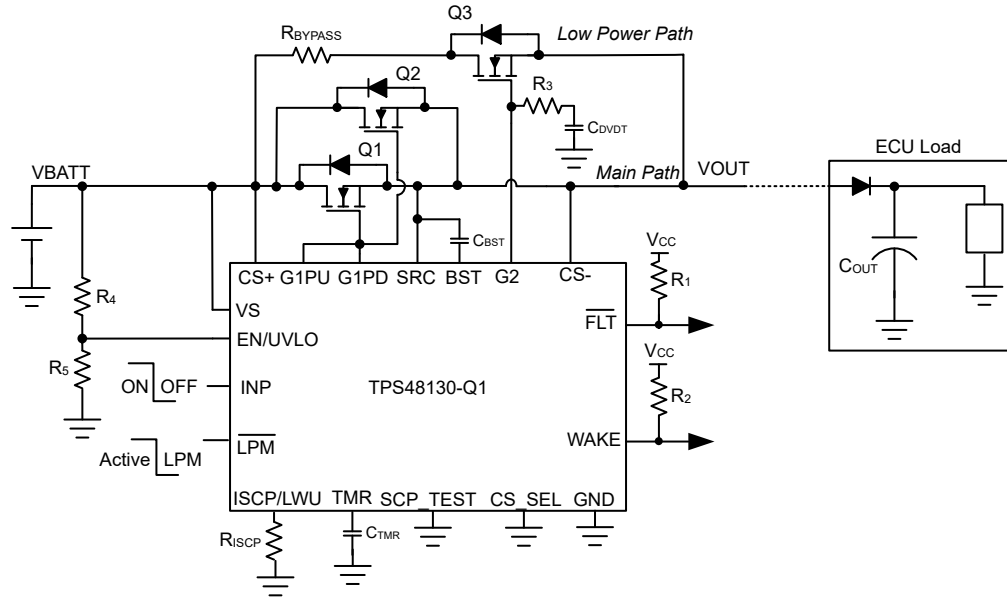 Q3
Low Power Path
RBYPASS
Q2
R3
CDVDT
ECU Load
Q1
VBATT
Main Path
VOUT
CBST
VCC
COUT
R1
CS+ G1PU G1PD SRC BST G2 CS-
R4
VS
FLT
EN/UVLO
VCC
R5
ON OFF
INP
TPS48130-Q1
R2
WAKE
LPM
Active LPM
ISCP/LWU TMR SCP_TEST CS_SEL GND
RISCP
CTMR